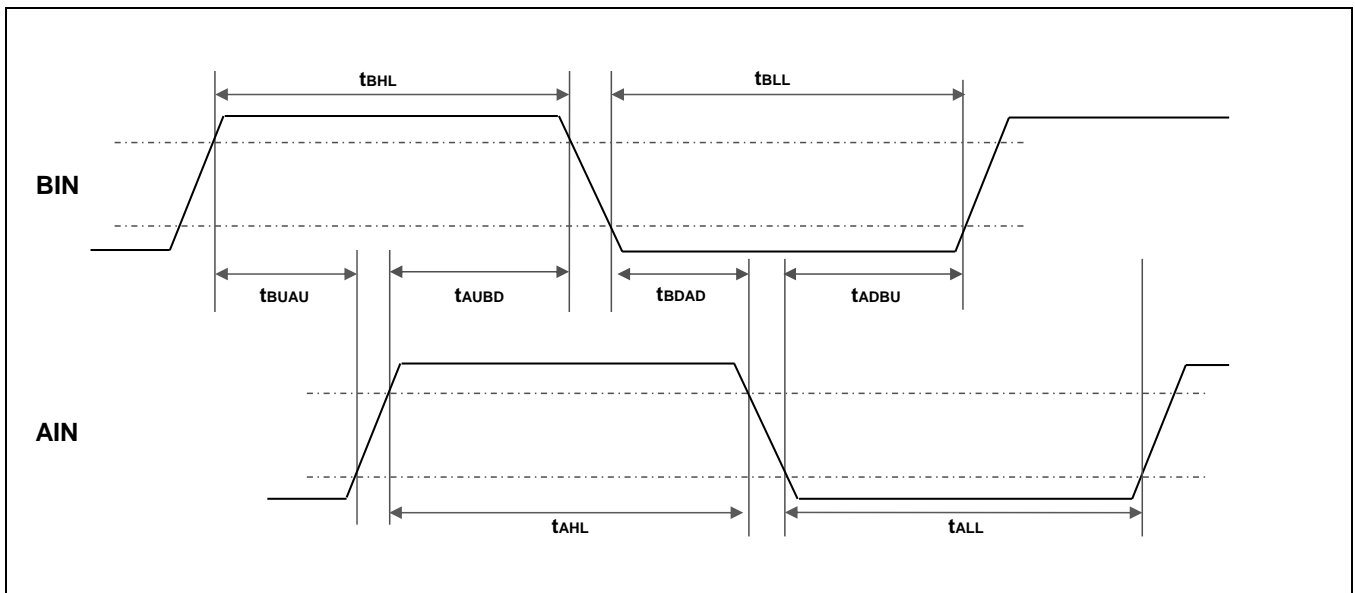 tBHL
tBLL
BIN
tBUAU
tAUBD
tBDAD
tADBU
AIN
tAHL
tALL